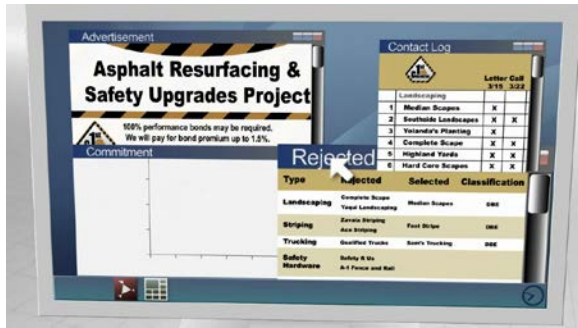 Advertisement
Asphalt Resurfacing &
Safety Upgrades Project
100% performance bonds may be required.
We will pay for bond premium up to 1.5%.
Commitment
Contact Log
Letter Call
3/15 3/22
Landscaping
1 Median Scapes X
2 Southside Landscapes X X
3 Yolanda's Planting X
4 Complete Scape X X
5 Highland Yards X X
6 Hard Core Scapes X X
Rejected
Type Rejected Selected Classification
Landscaping Complete Scape Median Scapes DBE
Yaqui Landscaping
Striping Zavala Striping Fast Stripe DBE
Ace Striping
Trucking Qualified Trucks Sam's Trucking DBE
Safety Hardware Safety R Us
A-1 Fence and Rail